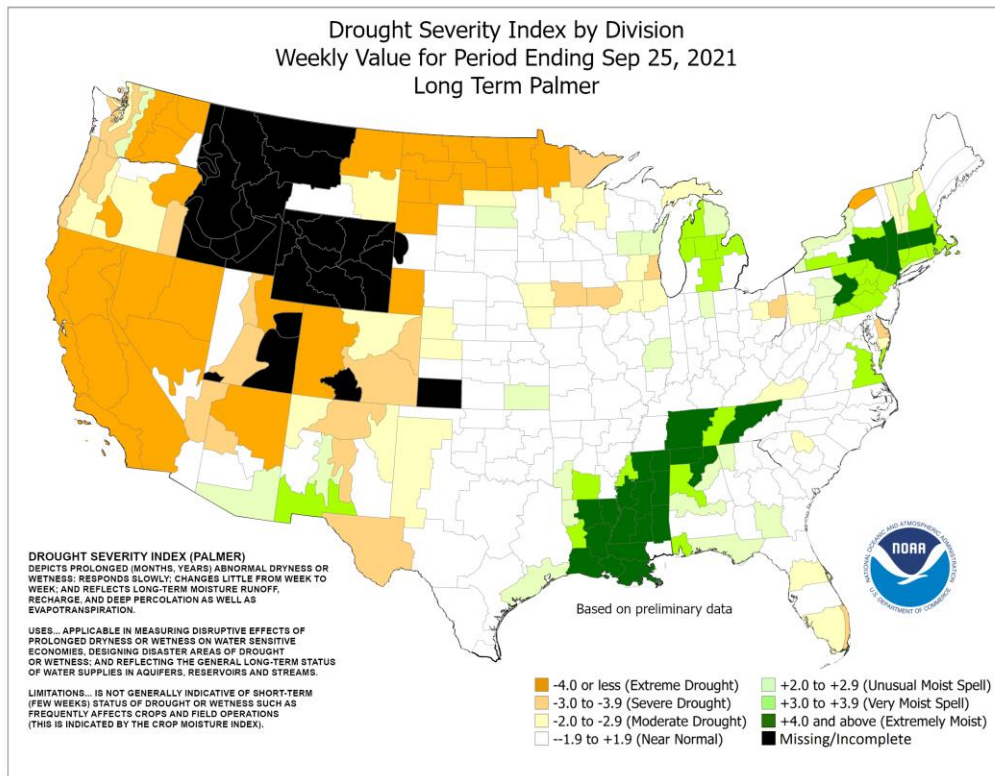 Drought Severity Index by Division
Weekly Value for Period Ending Sep 25, 2021
Long Term Palmer
DROUGHT SEVERITY INDEX (PALMER)
DEPICTS PROLONGED (MONTHS, YEARS) ABNORMAL DRYNESS OR
WETNESS; RESPONDS SLOWLY; CHANGES LITTLE FROM WEEK TO
WEEK; AND REFLECTS LONG-TERM MOISTURE RUNOFF,
RECHARGE, AND DEEP PERCOLATION AS WELL AS
EVAPOTRANSPIRATION.
USES... APPLICABLE IN MEASURING DISRUPTIVE EFFECTS OF
PROLONGED DRYNESS OR WETNESS ON WATER SENSITIVE
ECONOMIES, DESIGNING DISASTER AREAS OF DROUGHT
OR WETNESS; AND REFLECTING THE GENERAL LONG-TERM STATUS
OF WATER SUPPLIES IN AQUIFERS, RESERVOIRS AND STREAMS.
LIMITATIONS... IS NOT GENERALLY INDICATIVE OF SHORT-TERM
(FEW WEEKS) STATUS OF DROUGHT OR WETNESS SUCH AS
FREQUENTLY AFFECTS CROPS AND FIELD OPERATIONS
(THIS IS INDICATED BY THE CROP MOISTURE INDEX).
Based on preliminary data
NATIONAL OCEANIC AND ATMOSPHERIC ADMINISTRATION
NOAA
U.S. DEPARTMENT OF COMMERCE
-4.0 or less (Extreme Drought)
-3.0 to -3.9 (Severe Drought)
-2.0 to -2.9 (Moderate Drought)
--1.9 to +1.9 (Near Normal)
+2.0 to +2.9 (Unusual Moist Spell)
+3.0 to +3.9 (Very Moist Spell)
+4.0 and above (Extremely Moist)
Missing/Incomplete